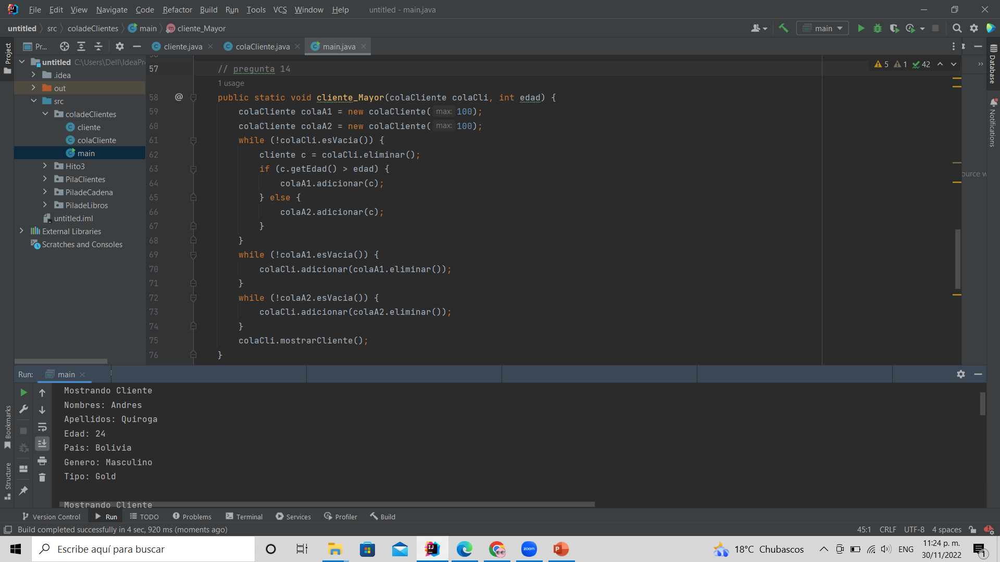 File Edit View Navigate Code Refactor Build Run Tools VCS Window Help untitled - main.java
untitled src coladeClientes main cliente_Mayor main
Pr... cliente.java colaCliente.java main.java
Project
untitled C:\Users\Dell\IdeaPr
.idea
out
src
coladeClientes
cliente
colaCliente
main
Hito3
PilaClientes
PiladeCadena
PiladeLibros
untitled.iml
External Libraries
Scratches and Consoles
5 1 42
57 // pregunta 14
1 usage
58 @ public static void cliente_Mayor(colaCliente colaCli, int edad) {
59 colaCliente colaA1 = new colaCliente( max: 100);
60 colaCliente colaA2 = new colaCliente( max: 100);
61 while (!colaCli.esVacia()) {
62 cliente c = colaCli.eliminar();
63 if (c.getEdad() > edad) {
64 colaA1.adicionar(c);
65 } else {
66 colaA2.adicionar(c);
67 }
68 }
69 while (!colaA1.esVacia()) {
70 colaCli.adicionar(colaA1.eliminar());
71 }
72 while (!colaA2.esVacia()) {
73 colaCli.adicionar(colaA2.eliminar());
74 }
75 colaCli.mostrarCliente();
76 }
Database
Notifications
ource w
Run: main
Mostrando Cliente
Nombres: Andres
Apellidos: Quiroga
Edad: 24
Pais: Bolivia
Genero: Masculino
Tipo: Gold
Mostrando Cliente
Bookmarks
Structure
Version Control Run TODO Problems Terminal Services Profiler Build
Build completed successfully in 4 sec, 920 ms (moments ago) 45:1 CRLF UTF-8 4 spaces
Escribe aquí para buscar 18°C Chubascos ENG 11:24 p. m.
30/11/2022 1
IJ
zoom
P